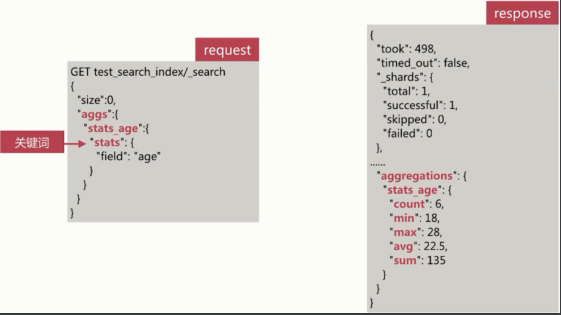 request
GET test_search_index/_search
{
"size":0,
"aggs":{
"stats_age":{
"stats": {
"field": "age"
}
}
}
}
关键词
response
{
"took": 498,
"timed_out": false,
"_shards": {
"total": 1,
"successful": 1,
"skipped": 0,
"failed": 0
},
......
"aggregations": {
"stats_age": {
"count": 6,
"min": 18,
"max": 28,
"avg": 22.5,
"sum": 135
}
}
}